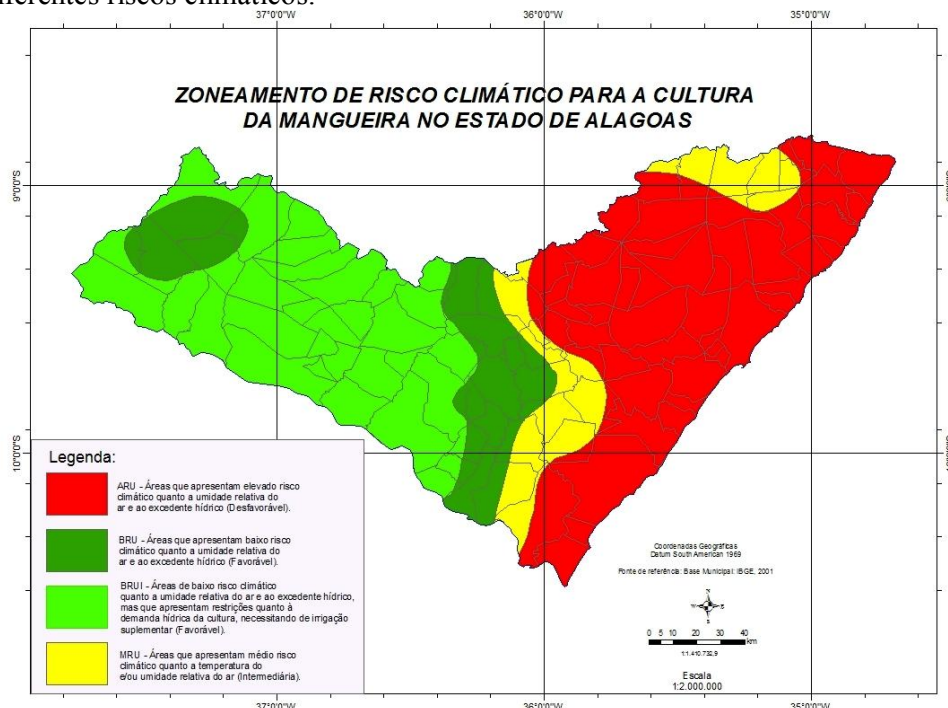 iferentes riscos climáticos.
37°0'0"W 36°0'0"W 35°0'0"W
ZONEAMENTO DE RISCO CLIMÁTICO PARA A CULTURA
DA MANGUEIRA NO ESTADO DE ALAGOAS
9°0'0"S
10°0'0"S
Legenda:
ARU - Áreas que apresentam elevado risco
climático quanto a umidade relativa do
ar e ao excedente hídrico (Desfavorável).
BRU - Áreas que apresentam baixo risco
climático quanto a umidade relativa do
ar e ao excedente hídrico (Favorável).
BRUI - Áreas de baixo risco climático
quanto a umidade relativa do ar e ao excedente hídrico,
mas que apresentam restrições quanto à
demanda hídrica da cultura, necessitando de irrigação
suplementar (Favorável).
MRU - Áreas que apresentam médio risco
climático quanto a temperatura do
e/ou umidade relativa do ar (Intermediária).
Coordenadas Geográficas
Datum South American 1969
Fonte de referência: Base Municipal: IBGE, 2001
0 5 10 20 30 40
km
1:1.410.732,9
Escala
1:2.000.000
37°0'0"W 36°0'0"W 35°0'0"W